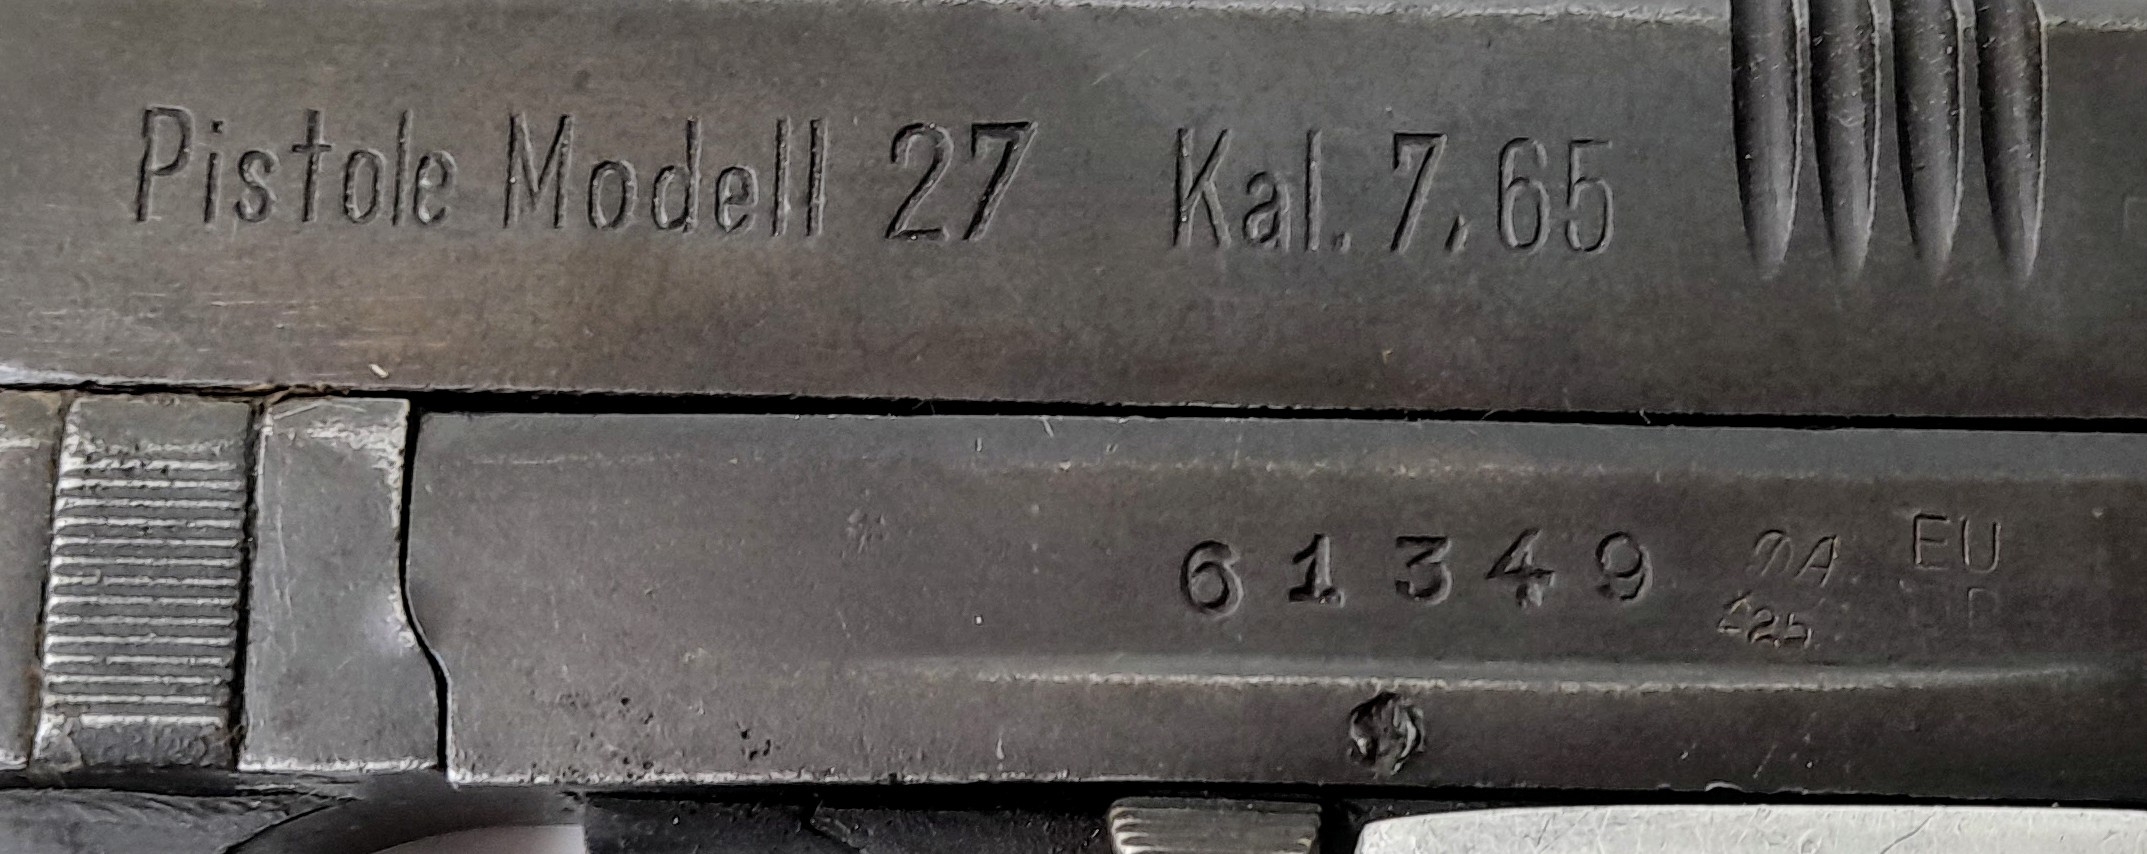 Pistole Modell 27 Kal. 7,65
61349 EU